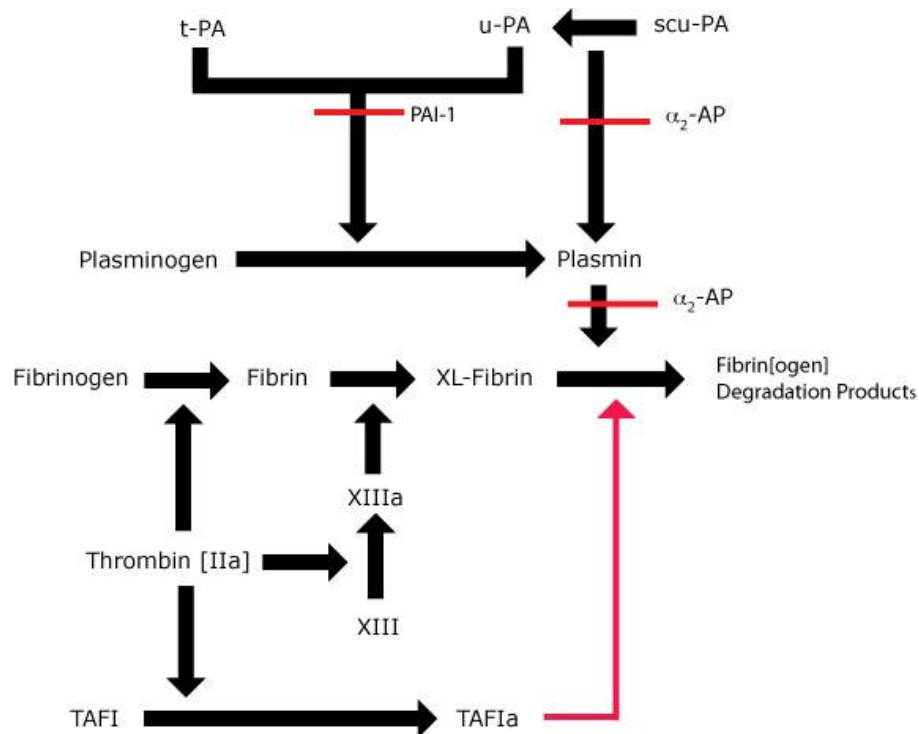 t-PA
u-PA
scu-PA
PAI-1
α₂-AP
Plasminogen
Plasmin
α₂-AP
Fibrinogen
Fibrin
XL-Fibrin
Fibrin[ogen]
Degradation Products
XIIIa
Thrombin [IIa]
XIII
TAFI
TAFIa